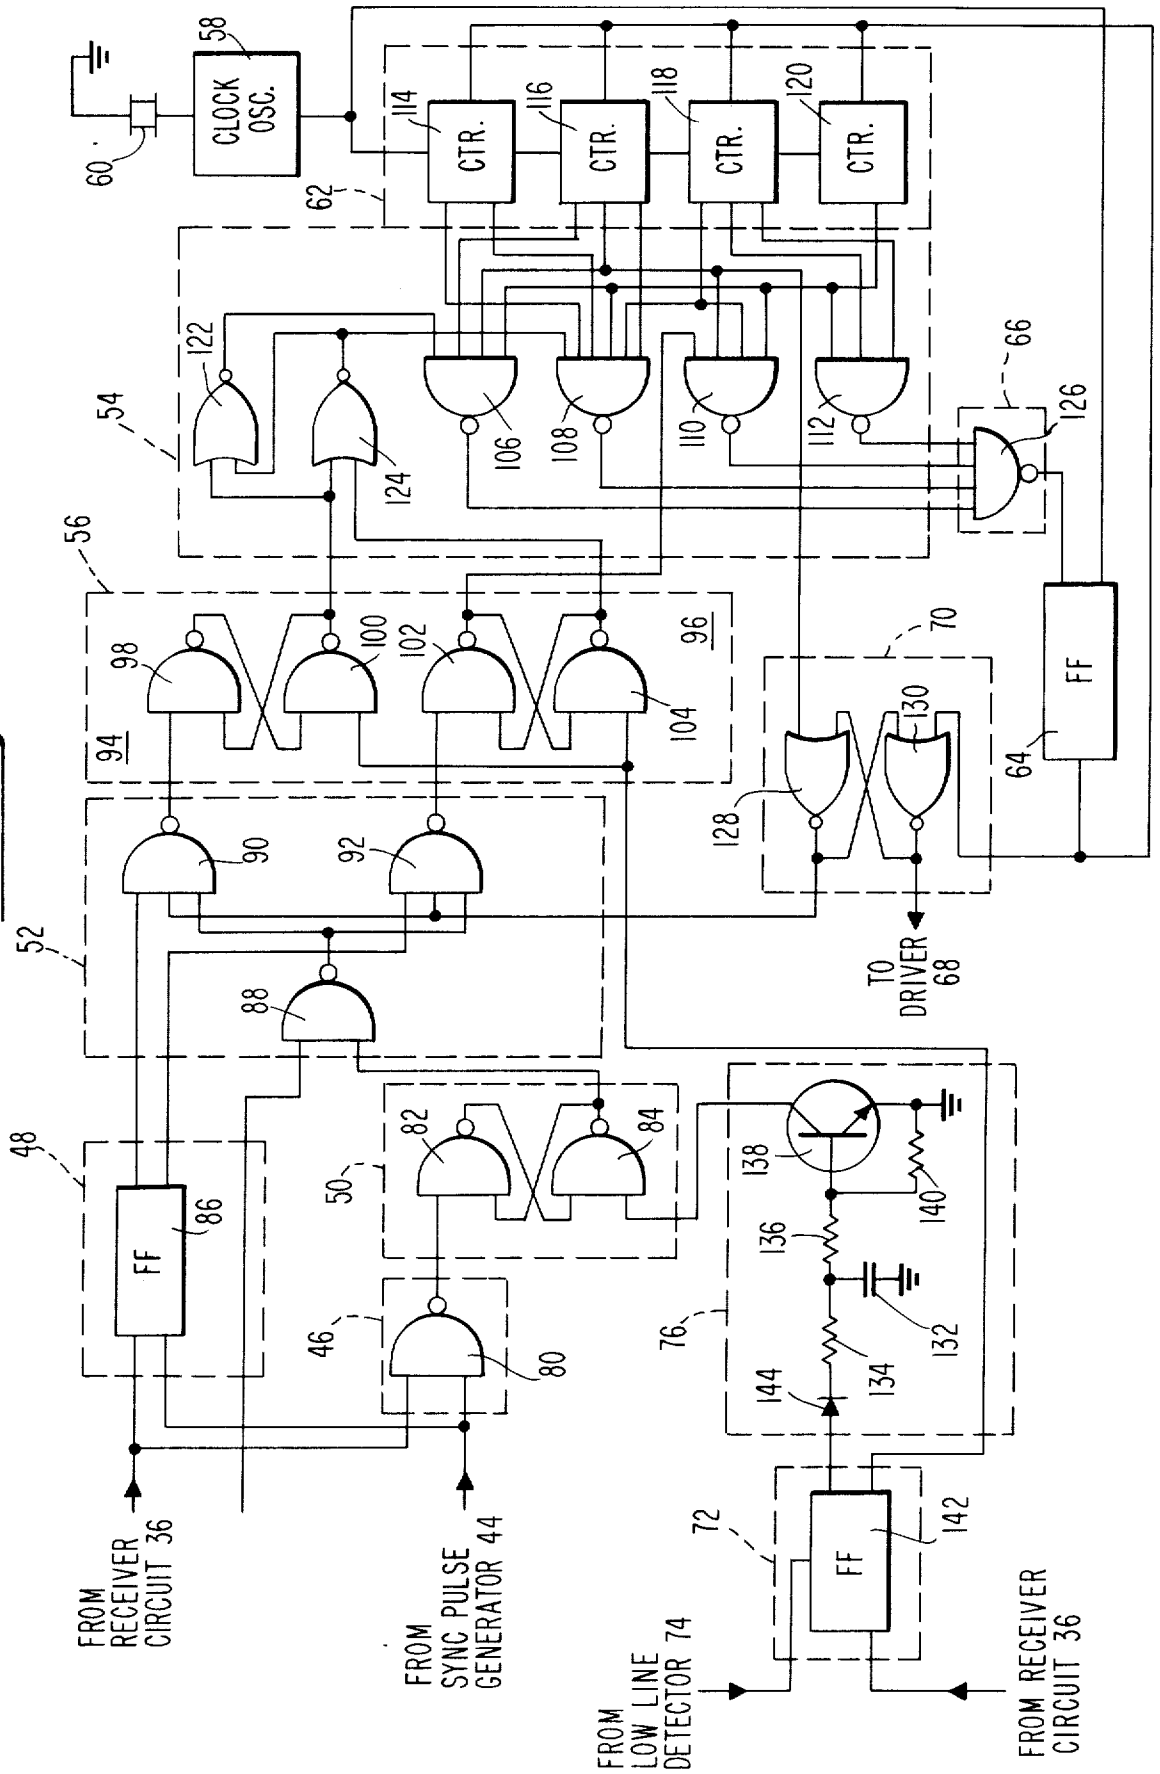 FROM
RECEIVER
CIRCUIT 36
48
FF
86
FROM
SYNC PULSE
GENERATOR 44
46
80
50
82
84
52
88
90
92
56
94
98
100
102
104
96
54
122
124
106
108
110
112
60
58
CLOCK
OSC.
62
114
CTR.
116
CTR.
118
CTR.
120
CTR.
66
126
70
128
130
TO
DRIVER
68
64
FF
FROM
LOW LINE
DETECTOR 74
72
FF
142
FROM RECEIVER
CIRCUIT 36
76
144
134
132
136
138
140